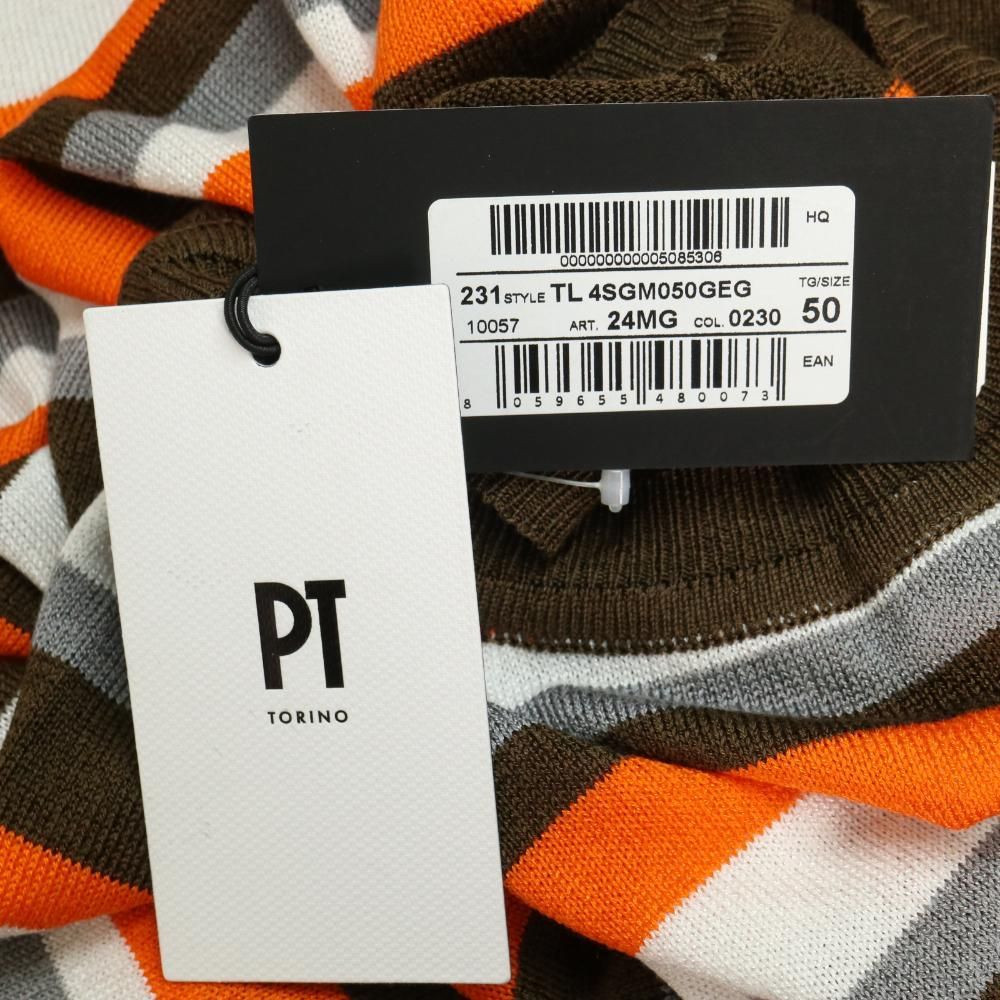 HQ
000000000005085306
231 STYLE TL 4SGM050GEG
TG/SIZE
10057 ART. 24MG COL. 0230 50
EAN
8 059655 480073
PT
TORINO